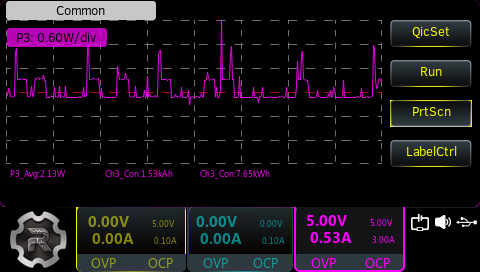 Common
P3: 0.60W/div
QicSet
Run
PrtScn
LabelCtrl
P3_Avg:2.13W Ch3_Con:1.53kAh Ch3_Con:7.65kWh
0.00V 5.00V
0.00A 0.10A
OVP OCP
0.00V 0.00V
0.00A 0.10A
OVP OCP
5.00V 5.00V
0.53A 3.00A
OVP OCP